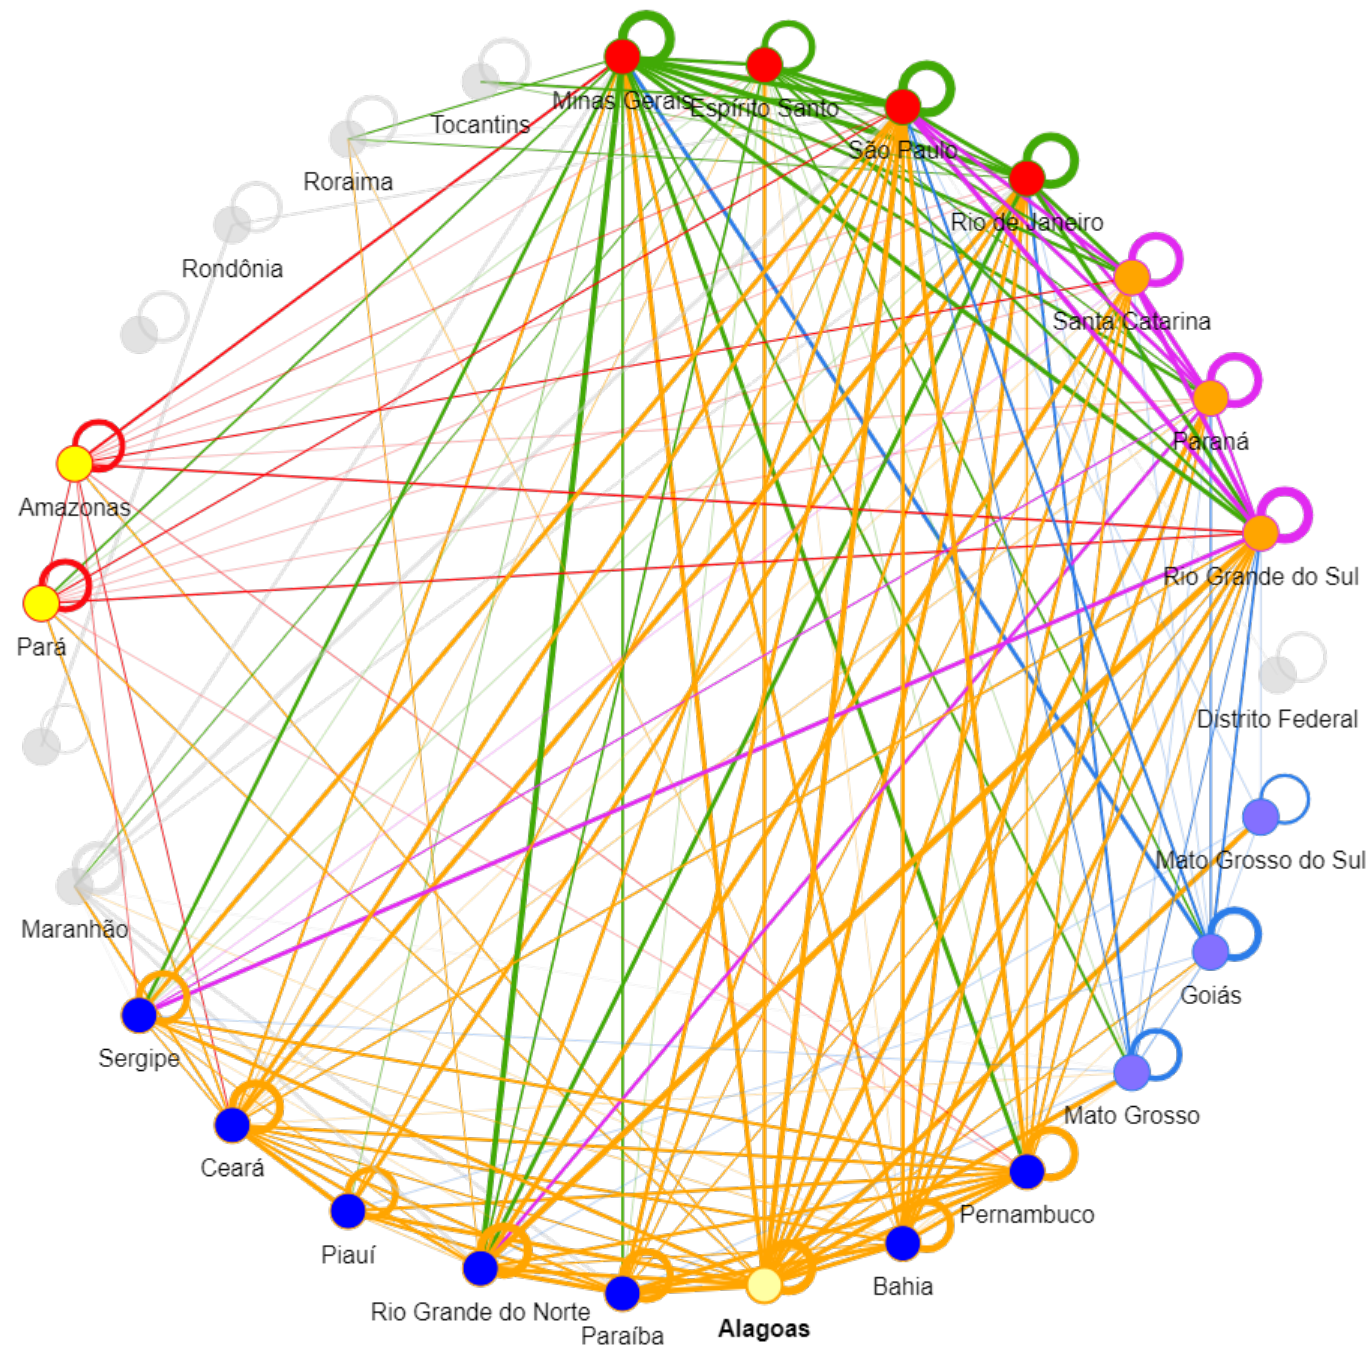 Minas Gerais
Espírito Santo
Tocantins
São Paulo
Roraima
Rio de Janeiro
Rondônia
Santa Catarina
Paraná
Amazonas
Rio Grande do Sul
Pará
Distrito Federal
Mato Grosso do Sul
Maranhão
Goiás
Sergipe
Mato Grosso
Ceará
Pernambuco
Piauí
Bahia
Rio Grande do Norte
Alagoas
Paraíba